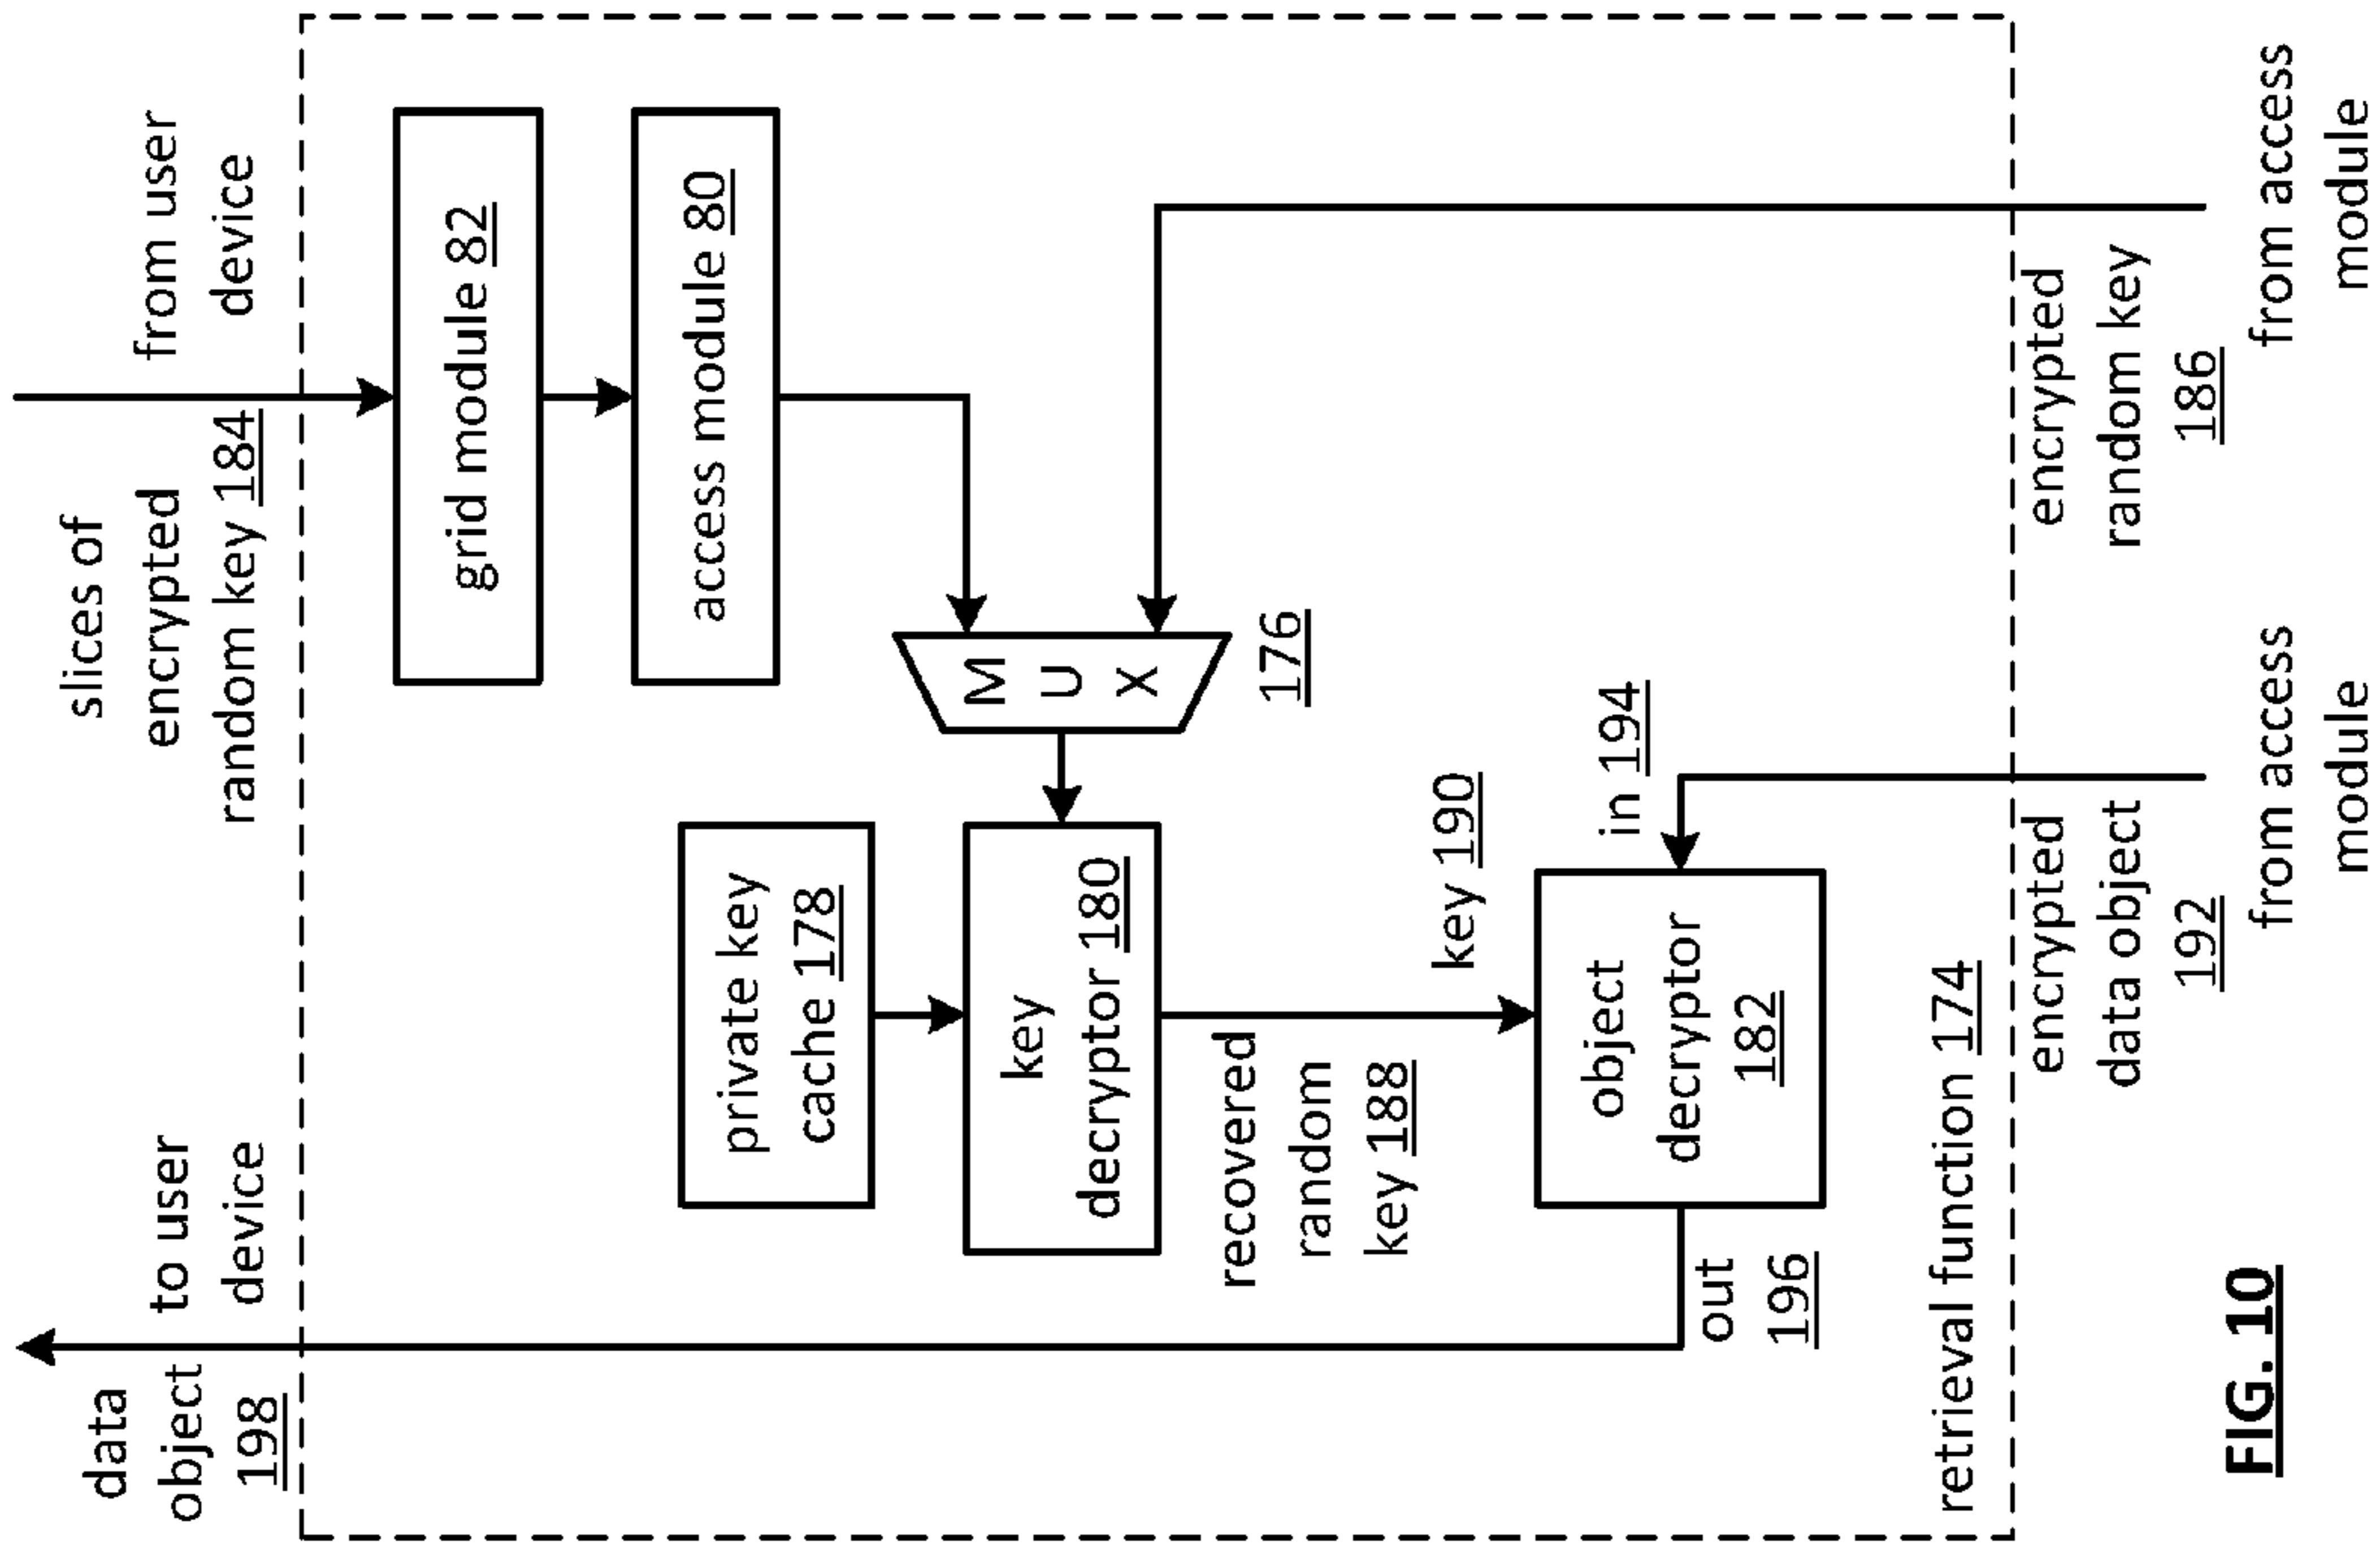 data
object
198
to user
device
slices of
encrypted
random key 184
from user
device
grid module 82
access module 80
private key
cache 178
key
decryptor 180
M
U
X
176
recovered
random
key 188
key 190
in 194
object
decryptor
182
out
196
retrieval function 174
encrypted
data object
192
from access
module
encrypted
random key
186
from access
module
FIG. 10